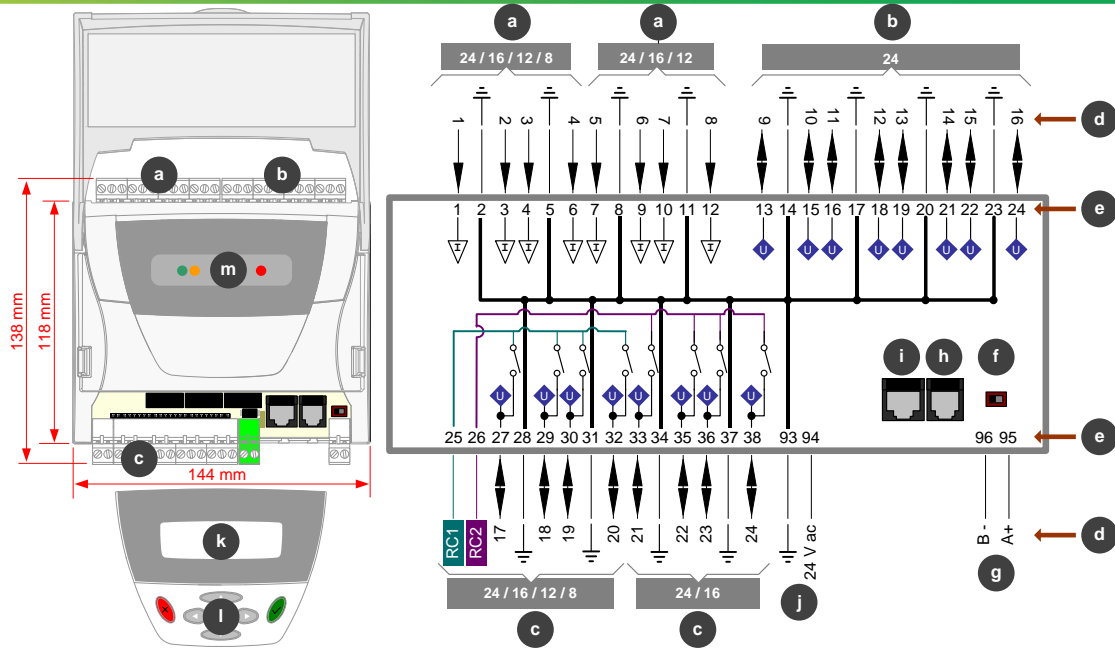 a a b
24 / 16 / 12 / 8 24 / 16 / 12 24
1 2 3 4 5 6 7 8 9 10 11 12 13 14 15 16 d
a b
1 2 3 4 5 6 7 8 9 10 11 12 13 14 15 16 17 18 19 20 21 22 23 24 e
I I I I I I I I U U U U U U U U
m
138 mm
118 mm
i h f
U U U U U U U U
25 26 27 28 29 30 31 32 33 34 35 36 37 38 93 94 96 95 e
c
144 mm
RC1 RC2 17 18 19 20 21 22 23 24 24 V ac B - A+ d
k
g
24 / 16 / 12 / 8 24 / 16 j
l
c c